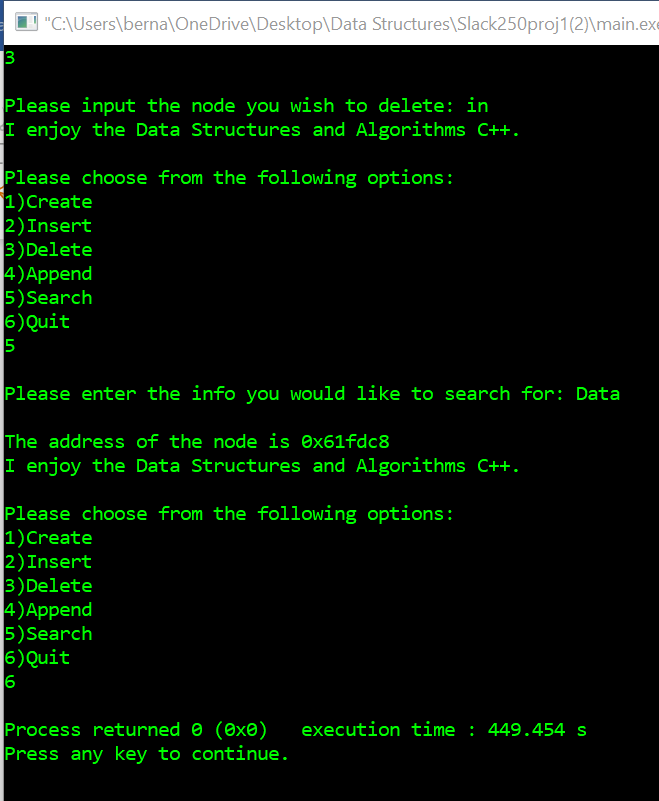 "C:\Users\berna\OneDrive\Desktop\Data Structures\Slack250proj1(2)\main.exe
3
Please input the node you wish to delete: in
I enjoy the Data Structures and Algorithms C++.
Please choose from the following options:
1)Create
2)Insert
3)Delete
4)Append
5)Search
6)Quit
5
Please enter the info you would like to search for: Data
The address of the node is 0x61fdc8
I enjoy the Data Structures and Algorithms C++.
Please choose from the following options:
1)Create
2)Insert
3)Delete
4)Append
5)Search
6)Quit
6
Process returned 0 (0x0)   execution time : 449.454 s
Press any key to continue.